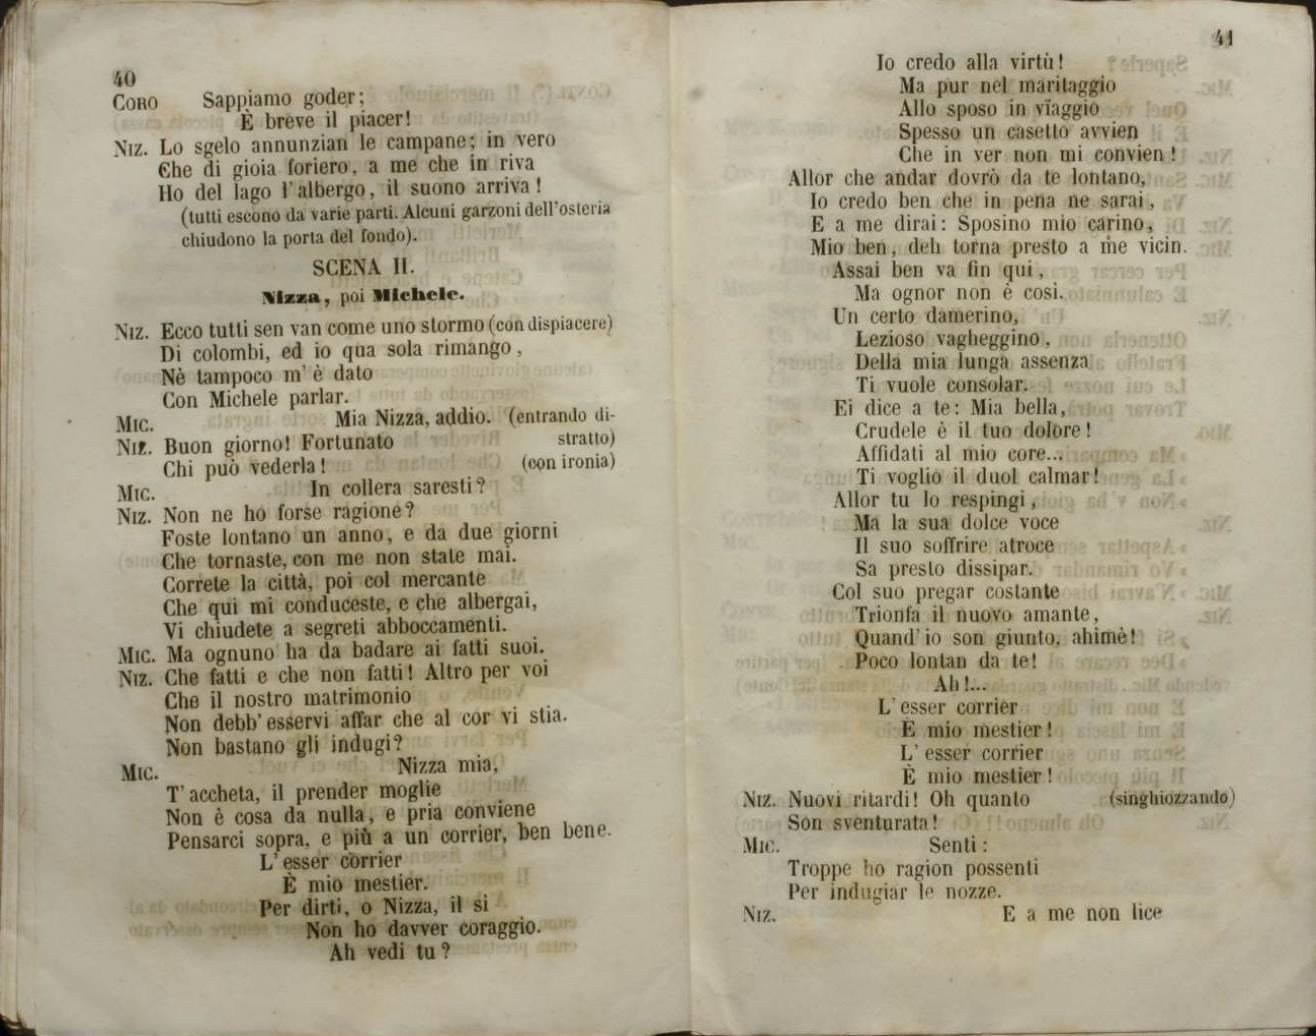 40
CORO Sappiamo goder;
È breve il piacer!
NIZ. Lo sgelo annunzian le campane; in vero
Che di gioia foriero, a me che in riva
Ho del lago l'albergo, il suono arriva!
(tutti escono da varie parti. Alcuni garzoni dell'osteria
chiudono la porta del fondo).
SCENA II.
Nizza, poi Michele.
NIZ. Ecco tutti sen van come uno stormo (con dispiacere)
Di colombi, ed io qua sola rimango,
Nè tampoco m'è dato
Con Michele parlar.
MIC. Mia Nizza, addio. (entrando di-
NIZ. Buon giorno! Fortunato stratto)
Chi può vederla! (con ironia)
MIC. In collera saresti?
NIZ. Non ne ho forse ragione?
Foste lontano un anno, e da due giorni
Che tornaste, con me non state mai.
Correte la città, poi col mercante
Che qui mi conduceste, e che albergai,
Vi chiudete a segreti abboccamenti.
MIC. Ma ognuno ha da badare ai fatti suoi.
NIZ. Che fatti e che non fatti! Altro per voi
Che il nostro matrimonio
Non debb'esservi affar che al cor vi stia.
Non bastano gli indugi?
MIC. Nizza mia,
T'accheta, il prender moglie
Non è cosa da nulla, e pria conviene
Pensarci sopra, e più a un corrier, ben bene.
L'esser corrier
È mio mestier.
Per dirti, o Nizza, il si
Non ho davver coraggio.
Ah vedi tu?
41
Io credo alla virtù!
Ma pur nel maritaggio
Allo sposo in viaggio
Spesso un casetto avvien
Che in ver non mi convien!
Allor che andar dovrò da te lontano,
Io credo ben che in pena ne sarai,
E a me dirai: Sposino mio carino,
Mio ben, deh torna presto a me vicin.
Assai ben va fin qui,
Ma ognor non è così.
Un certo damerino,
Lezioso vagheggino,
Della mia lunga assenza
Ti vuole consolar.
Ei dice a te: Mia bella,
Crudele è il tuo dolore!
Affidati al mio core...
Ti voglio il duol calmar!
Allor tu lo respingi,
Ma la sua dolce voce
Il suo soffrire atroce
Sa presto dissipar.
Col suo pregar costante
Trionfa il nuovo amante,
Quand'io son giunto, ahimè!
Poco lontan da te!
Ah!...
L'esser corrier
È mio mestier!
L'esser corrier
È mio mestier!
NIZ. Nuovi ritardi! Oh quanto (singhiozzando)
Son sventurata!
MIC. Senti:
Troppe ho ragion possenti
Per indugiar le nozze.
NIZ. E a me non lice